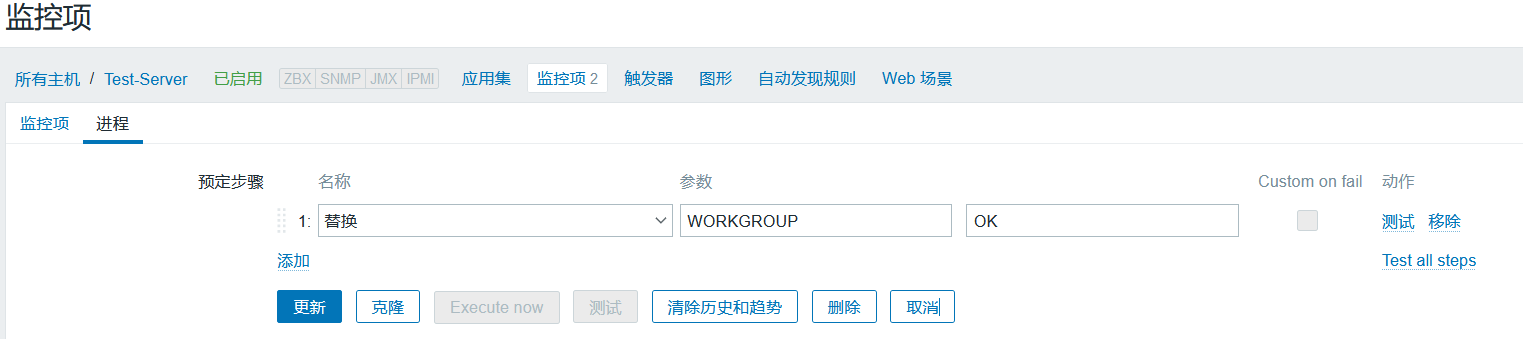 监控项
所有主机 / Test-Server 已启用 ZBX SNMP JMX IPMI 应用集 监控项 2 触发器 图形 自动发现规则 Web 场景
监控项 进程
预定步骤 名称 参数 Custom on fail 动作
1: 替换 WORKGROUP OK 测试 移除
添加 Test all steps
更新 克隆 Execute now 测试 清除历史和趋势 删除 取消